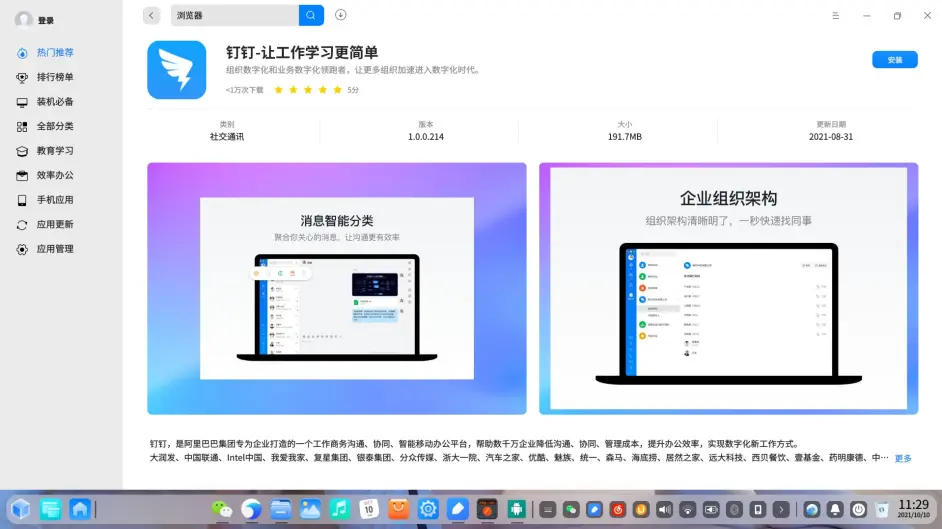 登录
浏览器
热门推荐
排行榜单
装机必备
全部分类
教育学习
效率办公
手机应用
应用更新
应用管理
钉钉-让工作学习更简单
组织数字化和业务数字化领跑者，让更多组织加速进入数字化时代。
<1万次下载
5分
安装
类别
社交通讯
版本
1.0.0.214
大小
191.7MB
更新日期
2021-08-31
消息智能分类
聚合你关心的消息，让沟通更有效率
企业组织架构
组织架构清晰明了，一秒快速找同事
钉钉，是阿里巴巴集团专为企业打造的一个工作商务沟通、协同、智能移动办公平台，帮助数千万企业降低沟通、协同、管理成本，提升办公效率，实现数字化新工作方式。
大润发、中国联通、Intel中国、我爱我家、复星集团、银泰集团、分众传媒、浙大一院、汽车之家、优酷、魅族、统一、森马、海底捞、居然之家、远大科技、西贝餐饮、壹基金、药明康德、中… 更多
10
11:29
2021/10/10